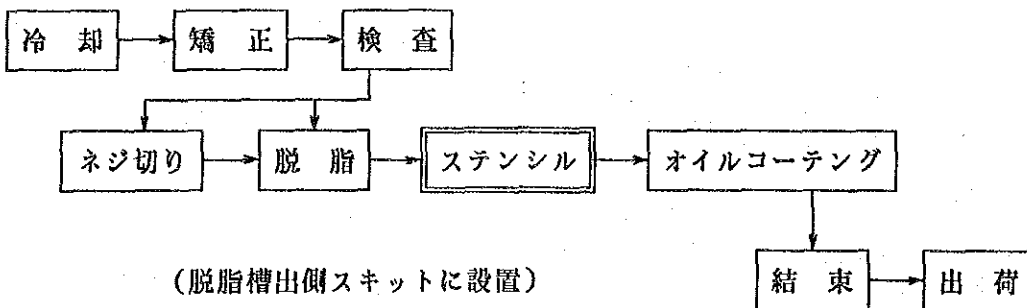 冷却 矯正 検査
ネジ切り 脱脂 ステンシル オイルコーテング
(脱脂槽出側スキットに設置) 結束 出荷